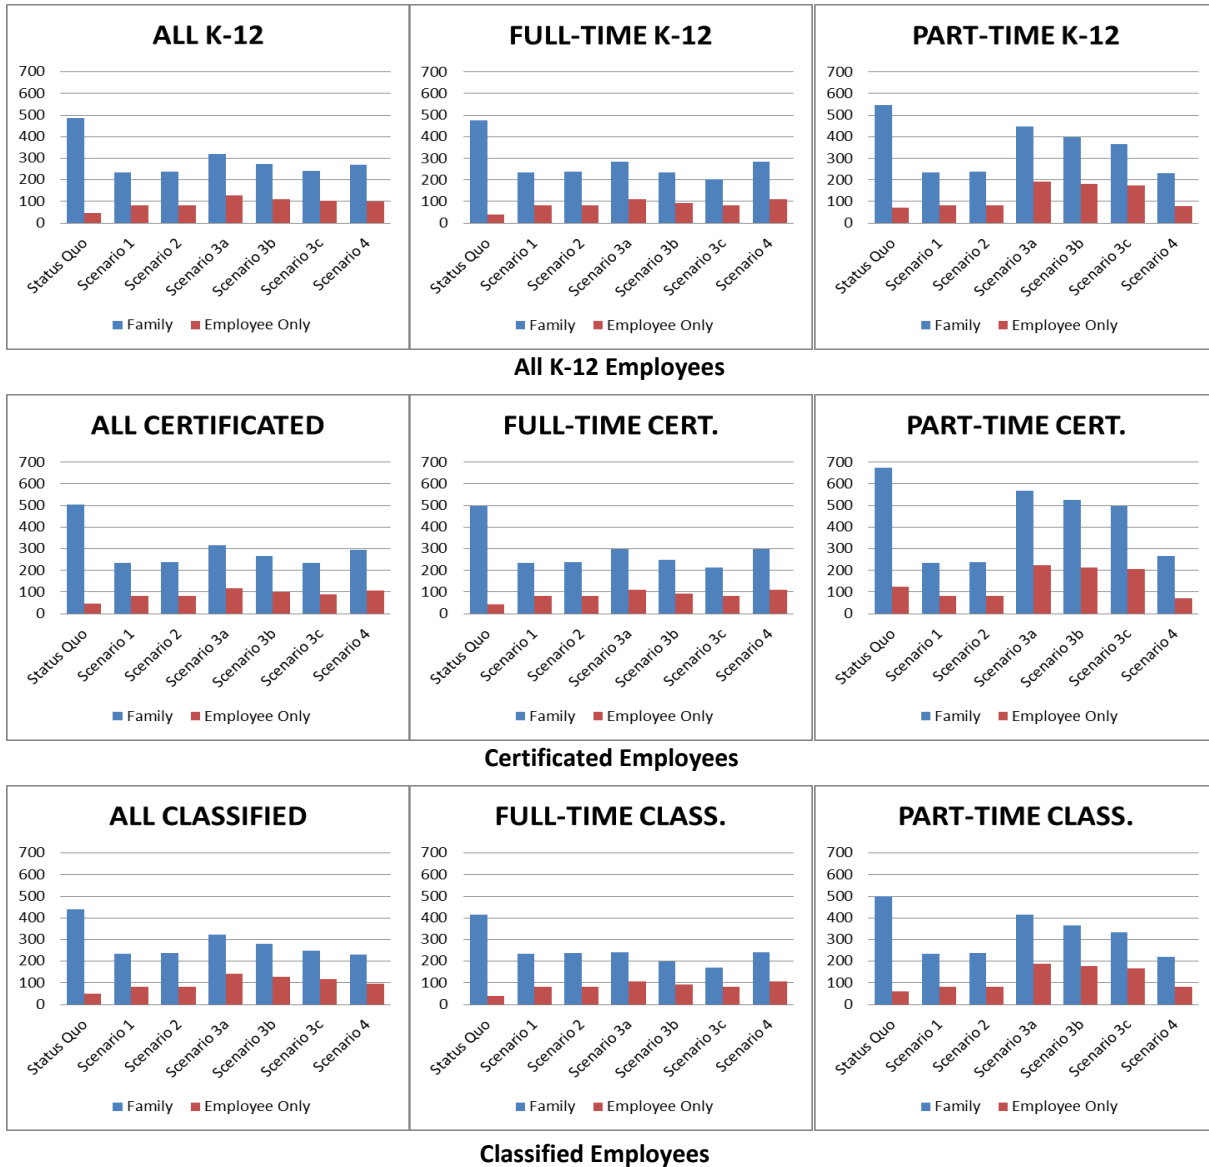 ALL K-12
700
600
500
400
300
200
100
0
Status Quo
Scenario 1
Scenario 2
Scenario 3a
Scenario 3b
Scenario 3c
Scenario 4
Family Employee Only
FULL-TIME K-12
700
600
500
400
300
200
100
0
Status Quo
Scenario 1
Scenario 2
Scenario 3a
Scenario 3b
Scenario 3c
Scenario 4
Family Employee Only
PART-TIME K-12
700
600
500
400
300
200
100
0
Status Quo
Scenario 1
Scenario 2
Scenario 3a
Scenario 3b
Scenario 3c
Scenario 4
Family Employee Only
All K-12 Employees
ALL CERTIFICATED
700
600
500
400
300
200
100
0
Status Quo
Scenario 1
Scenario 2
Scenario 3a
Scenario 3b
Scenario 3c
Scenario 4
Family Employee Only
FULL-TIME CERT.
700
600
500
400
300
200
100
0
Status Quo
Scenario 1
Scenario 2
Scenario 3a
Scenario 3b
Scenario 3c
Scenario 4
Family Employee Only
PART-TIME CERT.
700
600
500
400
300
200
100
0
Status Quo
Scenario 1
Scenario 2
Scenario 3a
Scenario 3b
Scenario 3c
Scenario 4
Family Employee Only
Certificated Employees
ALL CLASSIFIED
700
600
500
400
300
200
100
0
Status Quo
Scenario 1
Scenario 2
Scenario 3a
Scenario 3b
Scenario 3c
Scenario 4
Family Employee Only
FULL-TIME CLASS.
700
600
500
400
300
200
100
0
Status Quo
Scenario 1
Scenario 2
Scenario 3a
Scenario 3b
Scenario 3c
Scenario 4
Family Employee Only
PART-TIME CLASS.
700
600
500
400
300
200
100
0
Status Quo
Scenario 1
Scenario 2
Scenario 3a
Scenario 3b
Scenario 3c
Scenario 4
Family Employee Only
Classified Employees